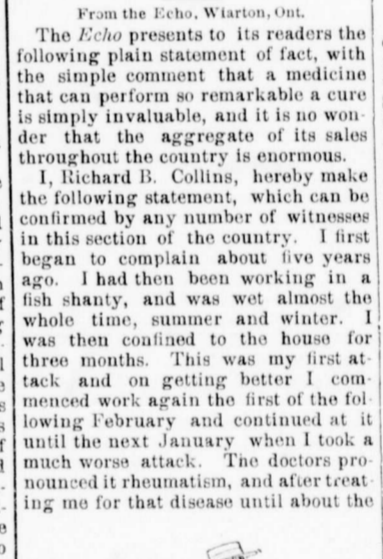 From the Echo, Wiarton, Ont.
The Echo presents to its readers the
following plain statement of fact, with
the simple comment that a medicine
that can perform so remarkable a cure
is simply invaluable, and it is no won-
der that the aggregate of its sales
throughout the country is enormous.
I, Richard B. Collins, hereby make
the following statement, which can be
confirmed by any number of witnesses
in this section of the country. I first
began to complain about five years
ago. I had then been working in a
fish shanty, and was wet almost the
whole time, summer and winter. I
was then confined to the house for
three months. This was my first at-
tack and on getting better I com-
menced work again the first of the fol-
lowing February and continued at it
until the next January when I took a
much worse attack. The doctors pro-
nounced it rheumatism, and after treat-
ing me for that disease until about the